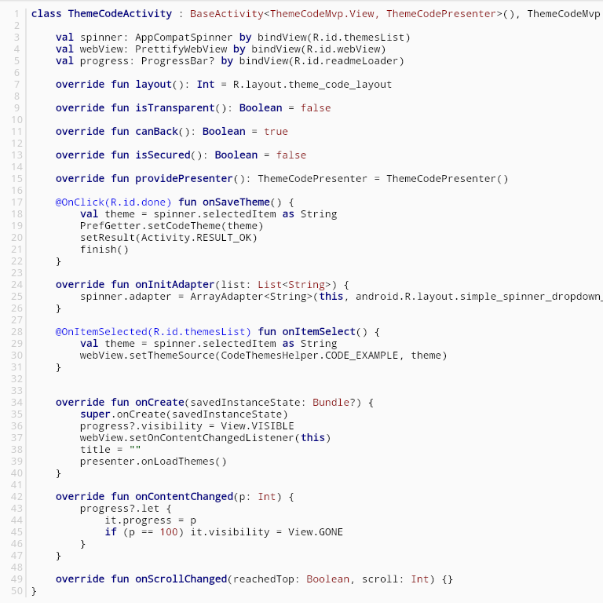 1 class ThemeCodeActivity : BaseActivity<ThemeCodeMvp.View, ThemeCodePresenter>(), ThemeCodeMvp
2
3     val spinner: AppCompatSpinner by bindView(R.id.themesList)
4     val webView: PrettifyWebView by bindView(R.id.webView)
5     val progress: ProgressBar? by bindView(R.id.readmeLoader)
6
7     override fun layout(): Int = R.layout.theme_code_layout
8
9     override fun isTransparent(): Boolean = false
10
11     override fun canBack(): Boolean = true
12
13     override fun isSecured(): Boolean = false
14
15     override fun providePresenter(): ThemeCodePresenter = ThemeCodePresenter()
16
17     @OnClick(R.id.done) fun onSaveTheme() {
18         val theme = spinner.selectedItem as String
19         PrefGetter.setCodeTheme(theme)
20         setResult(Activity.RESULT_OK)
21         finish()
22     }
23
24     override fun onInitAdapter(list: List<String>) {
25         spinner.adapter = ArrayAdapter<String>(this, android.R.layout.simple_spinner_dropdown_
26     }
27
28     @OnItemSelected(R.id.themesList) fun onItemSelect() {
29         val theme = spinner.selectedItem as String
30         webView.setThemeSource(CodeThemesHelper.CODE_EXAMPLE, theme)
31     }
32
33
34     override fun onCreate(savedInstanceState: Bundle?) {
35         super.onCreate(savedInstanceState)
36         progress?.visibility = View.VISIBLE
37         webView.setOnContentChangedListener(this)
38         title = ""
39         presenter.onLoadThemes()
40     }
41
42     override fun onContentChanged(p: Int) {
43         progress?.let {
44             it.progress = p
45             if (p == 100) it.visibility = View.GONE
46         }
47     }
48
49     override fun onScrollChanged(reachedTop: Boolean, scroll: Int) {}
50 }